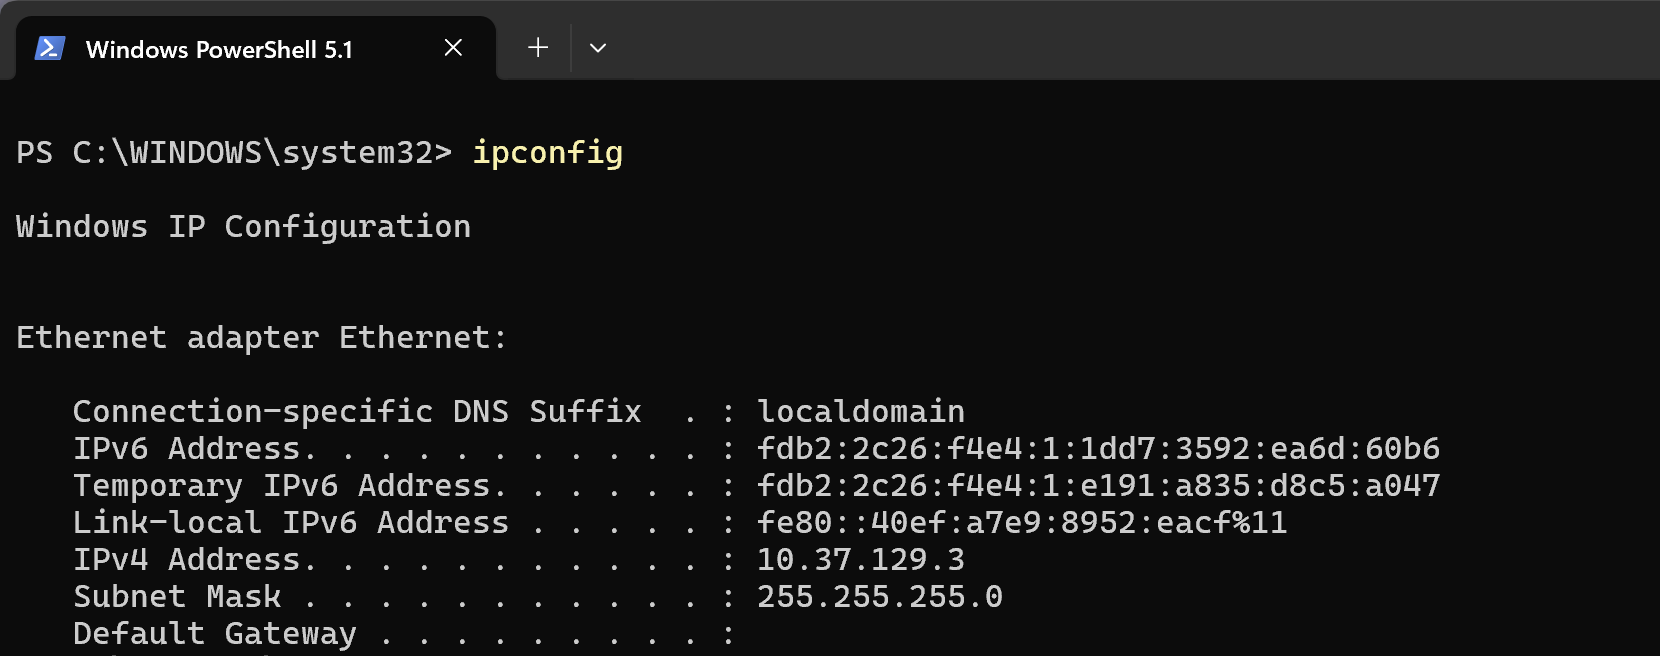 Windows PowerShell 5.1
PS C:\WINDOWS\system32> ipconfig
Windows IP Configuration
Ethernet adapter Ethernet:
Connection-specific DNS Suffix  . : localdomain
IPv6 Address. . . . . . . . . . . : fdb2:2c26:f4e4:1:1dd7:3592:ea6d:60b6
Temporary IPv6 Address. . . . . . : fdb2:2c26:f4e4:1:e191:a835:d8c5:a047
Link-local IPv6 Address . . . . . : fe80::40ef:a7e9:8952:eacf%11
IPv4 Address. . . . . . . . . . . : 10.37.129.3
Subnet Mask . . . . . . . . . . . : 255.255.255.0
Default Gateway . . . . . . . . . :